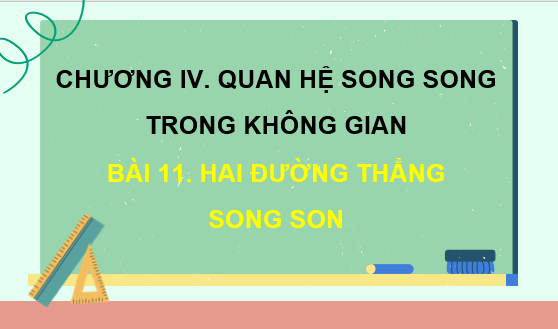 CHƯƠNG IV. QUAN HỆ SONG SONG
TRONG KHÔNG GIAN
BÀI 11. HAI ĐƯỜNG THẲNG
SONG SON